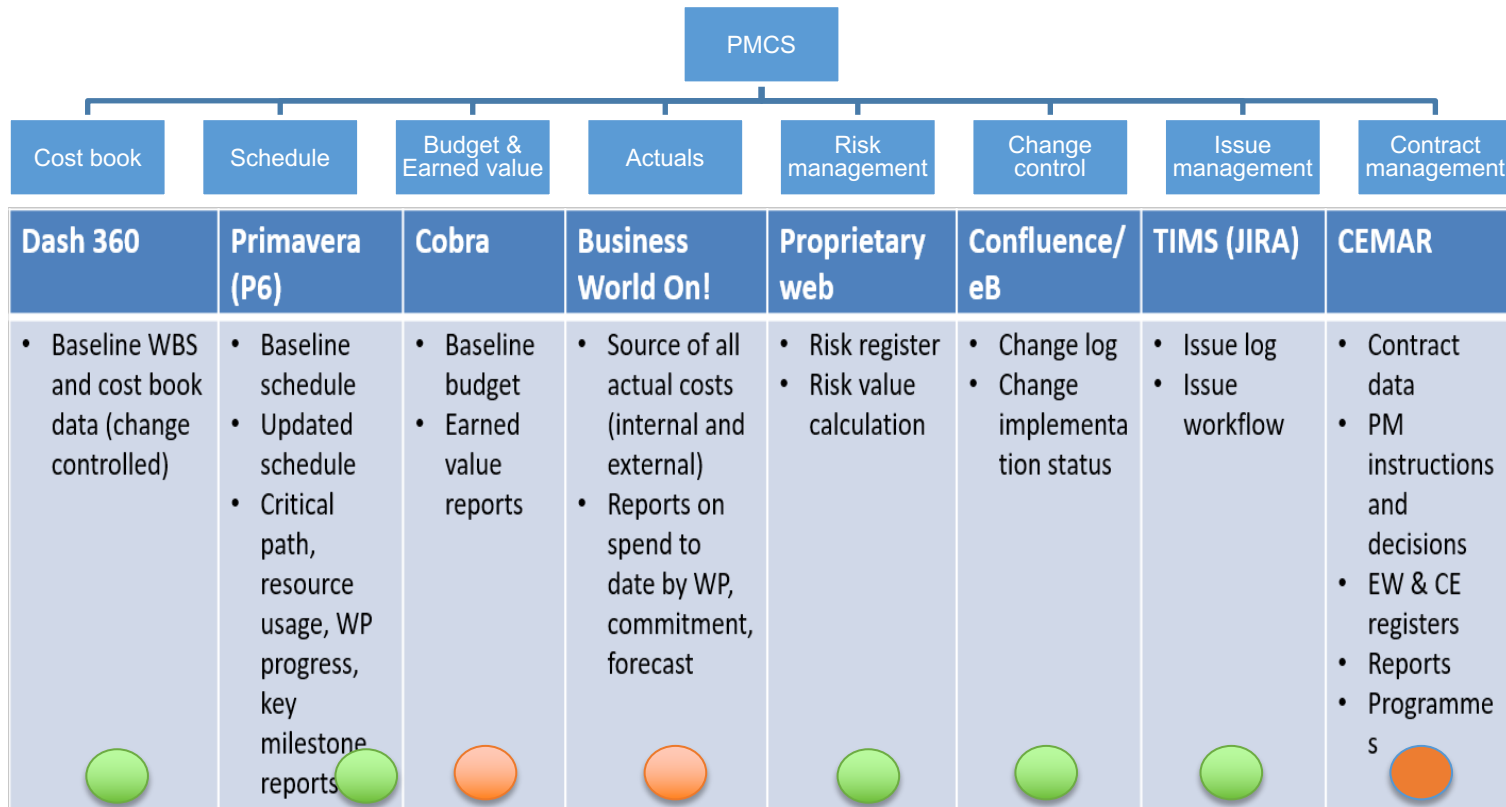 PMCS
Cost book
Schedule
Budget &
Earned value
Actuals
Risk
management
Change
control
Issue
management
Contract
management
Dash 360
Primavera
(P6)
Cobra
Business
World On!
Proprietary
web
Confluence/
eB
TIMS (JIRA)
CEMAR
• Baseline WBS
and cost book
data (change
controlled)
• Baseline
schedule
• Updated
schedule
• Critical
path,
resource
usage, WP
progress,
key
milestone
reports
• Baseline
budget
• Earned
value
reports
• Source of all
actual costs
(internal and
external)
• Reports on
spend to
date by WP,
commitment,
forecast
• Risk register
• Risk value
calculation
• Change log
• Change
implementa
tion status
• Issue log
• Issue
workflow
• Contract
data
• PM
instructions
and
decisions
• EW & CE
registers
• Reports
• Programme
s